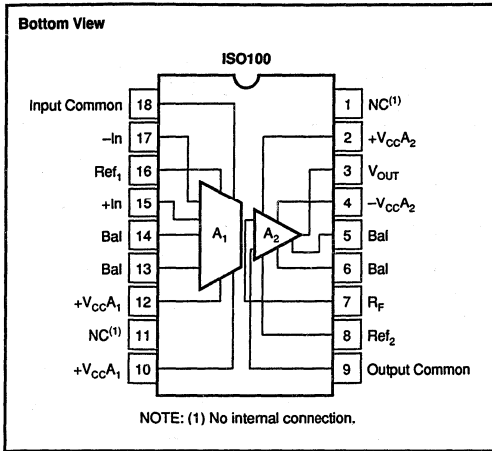 Bottom View
ISO100
Input Common 18
–In 17
Ref₁ 16
+In 15
Bal 14
Bal 13
+VCCA₁ 12
NC⁽¹⁾ 11
+VCCA₁ 10
A₁
A₂
1 NC⁽¹⁾
2 +VCCA₂
3 VOUT
4 –VCCA₂
5 Bal
6 Bal
7 RF
8 Ref₂
9 Output Common
NOTE: (1) No internal connection.